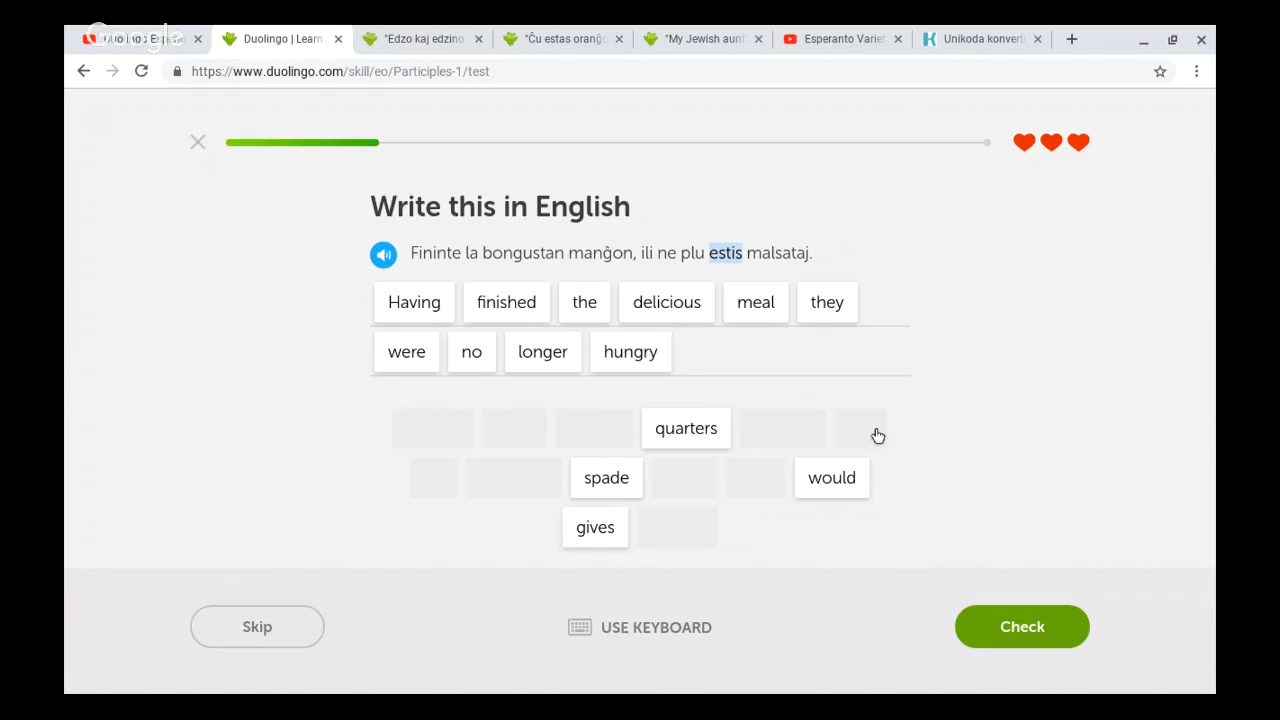 Google
Duolingo | Learn
"Edzo kaj edzino
"Ĉu estas oranĝo
"My Jewish aunt
Esperanto Variet
Unikoda konverti
https://www.duolingo.com/skill/eo/Participles-1/test
Write this in English
Fininte la bongustan manĝon, ili ne plu estis malsataj.
Having finished the delicious meal they
were no longer hungry
quarters
spade would
gives
Skip USE KEYBOARD Check